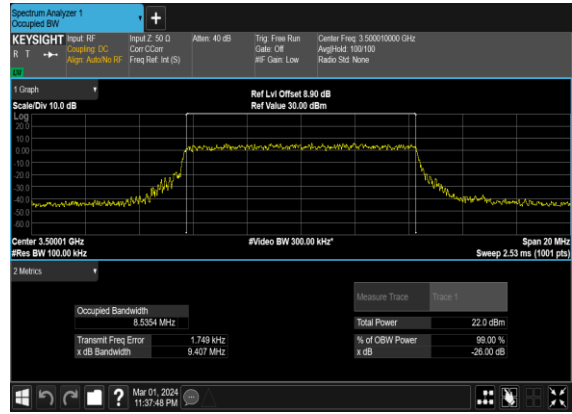 Spectrum Analyzer 1
Occupied BW
+
KEYSIGHT Input: RF Input Z: 50 Ω Atten: 40 dB Trig: Free Run Center Freq: 3.500010000 GHz
R T Coupling: DC Corr CCorr Gate: Off Avg|Hold: 100/100
Align: Auto/No RF Freq Ref: Int (S) #IF Gain: Low Radio Std: None
LW
1 Graph
Ref Lvl Offset 8.90 dB
Scale/Div 10.0 dB Ref Value 30.00 dBm
Log
20.0
10.0
0.00
-10.0
-20.0
-30.0
-40.0
-50.0
-60.0
Center 3.50001 GHz #Video BW 300.00 kHz* Span 20 MHz
#Res BW 100.00 kHz Sweep 2.53 ms (1001 pts)
2 Metrics
Measure Trace Trace 1
Occupied Bandwidth
8.5354 MHz Total Power 22.0 dBm
Transmit Freq Error 1.749 kHz % of OBW Power 99.00 %
x dB Bandwidth 9.407 MHz x dB -26.00 dB
?
Mar 01, 2024
11:37:48 PM